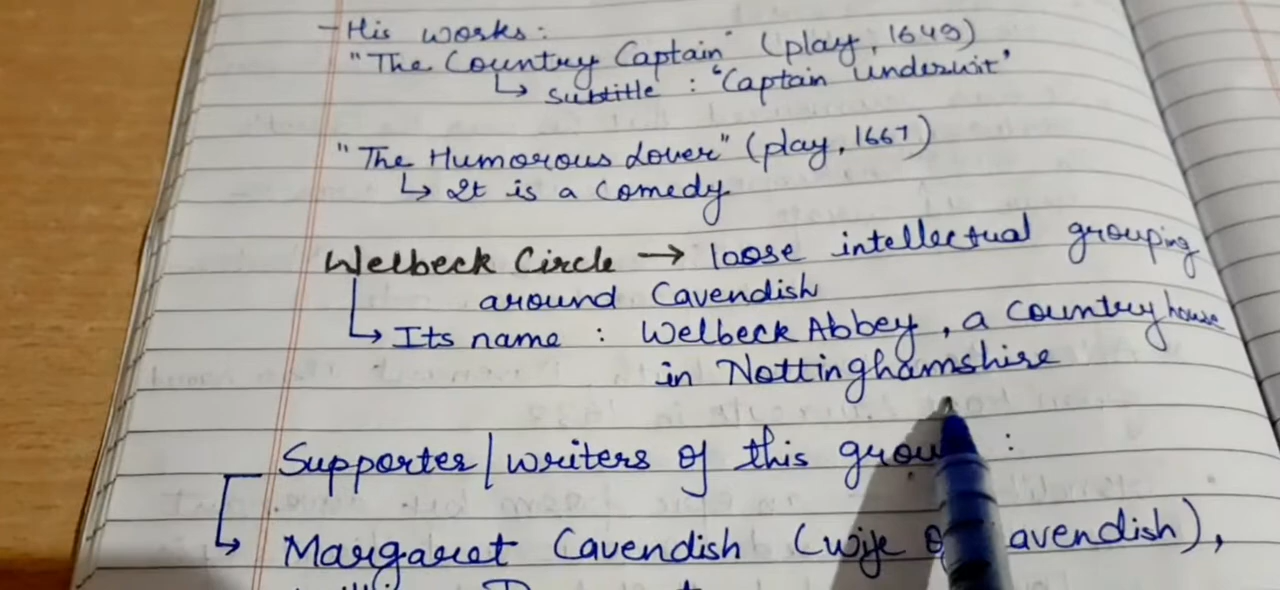 - His works:
"The Country Captain" (play, 1649)
↳ Subtitle : 'Captain Underwit'
"The Humorous Lover" (play, 1667)
↳ It is a comedy
Welbeck Circle → loose intellectual grouping
around Cavendish
↳ Its name : Welbeck Abbey, a Country house
in Nottinghamshire
Supporter/writers of this grou :
↳ Margaret Cavendish (wife o avendish),